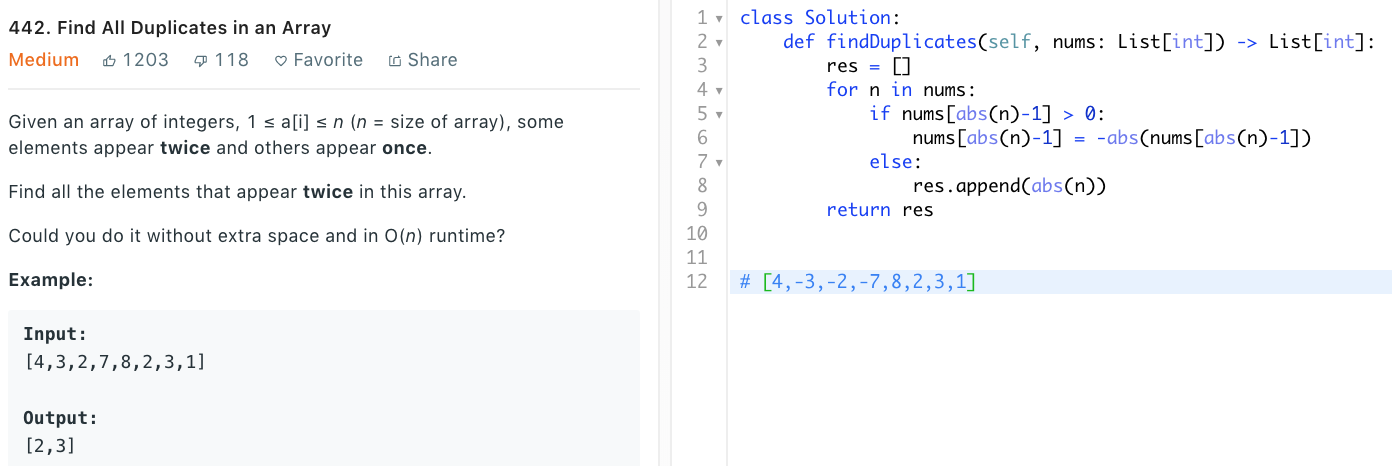 442. Find All Duplicates in an Array
Medium 1203 118 Favorite Share
Given an array of integers, 1 ≤ a[i] ≤ n (n = size of array), some
elements appear twice and others appear once.
Find all the elements that appear twice in this array.
Could you do it without extra space and in O(n) runtime?
Example:
Input:
[4,3,2,7,8,2,3,1]
Output:
[2,3]
1 class Solution:
2     def findDuplicates(self, nums: List[int]) -> List[int]:
3         res = []
4         for n in nums:
5             if nums[abs(n)-1] > 0:
6                 nums[abs(n)-1] = -abs(nums[abs(n)-1])
7             else:
8                 res.append(abs(n))
9         return res
10
11
12 # [4,-3,-2,-7,8,2,3,1]